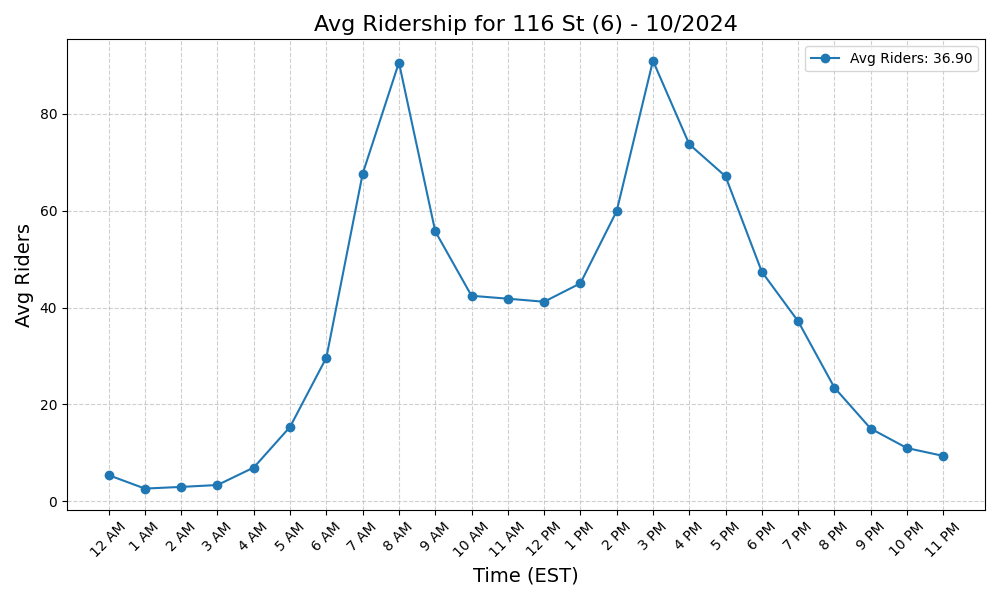 Avg Ridership for 116 St (6) - 10/2024
Avg Riders: 36.90
Avg Riders
80
60
40
20
0
12 AM
1 AM
2 AM
3 AM
4 AM
5 AM
6 AM
7 AM
8 AM
9 AM
10 AM
11 AM
12 PM
1 PM
2 PM
3 PM
4 PM
5 PM
6 PM
7 PM
8 PM
9 PM
10 PM
11 PM
Time (EST)